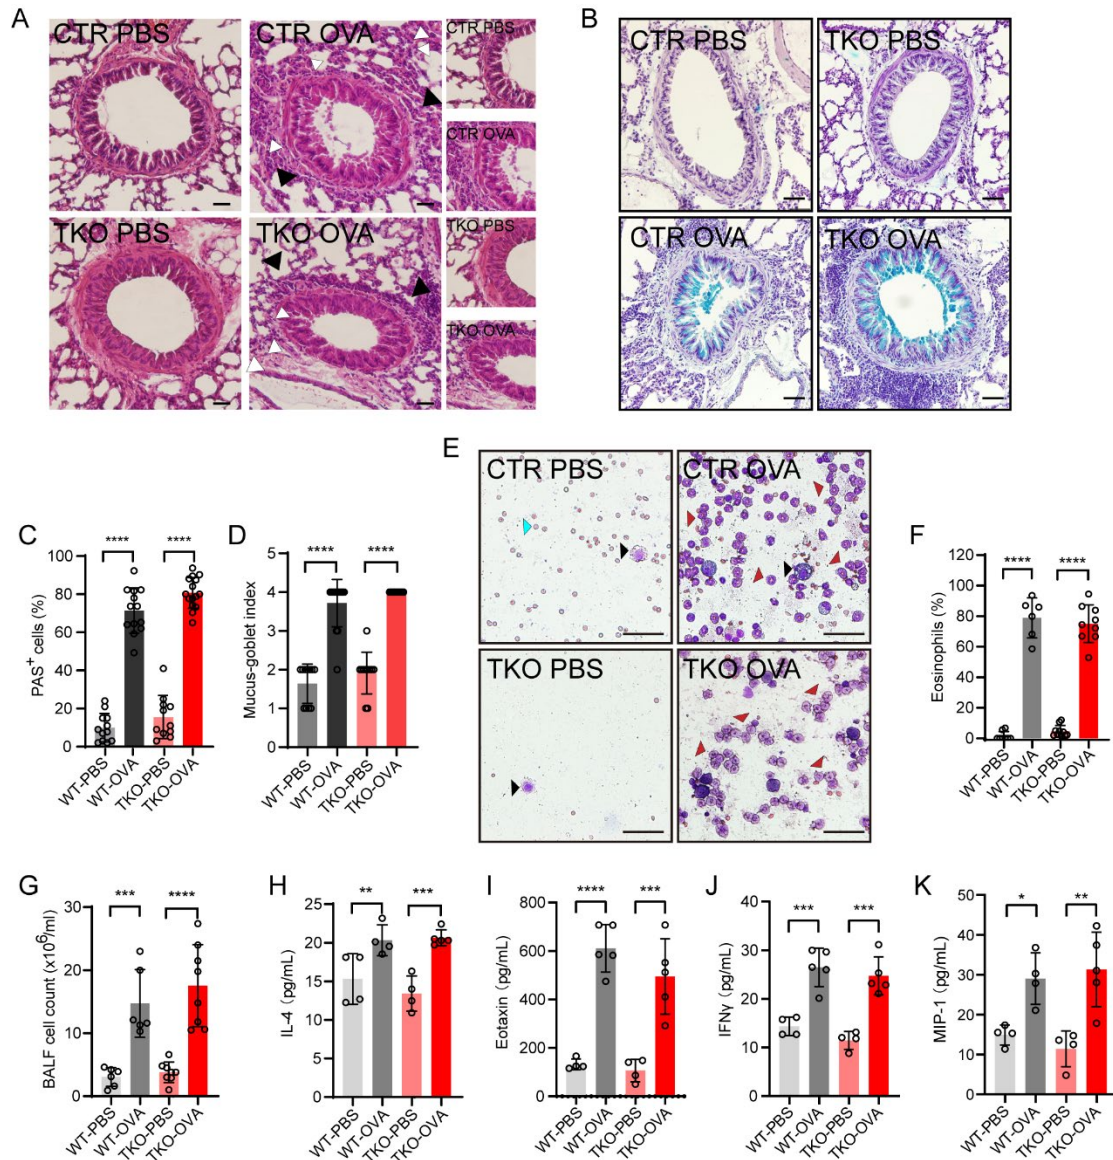 A
CTR PBS
CTR OVA
CTR PBS
CTR OVA
TKO PBS
TKO OVA
TKO PBS
TKO OVA
B
CTR PBS
TKO PBS
CTR OVA
TKO OVA
C
PAS+ cells (%)
100
80
60
40
20
0
****
****
WT-PBS
WT-OVA
TKO-PBS
TKO-OVA
D
Mucus-goblet index
5
4
3
2
1
0
****
****
WT-PBS
WT-OVA
TKO-PBS
TKO-OVA
E
CTR PBS
CTR OVA
TKO PBS
TKO OVA
F
Eosinophils (%)
120
100
80
60
40
20
0
****
****
WT-PBS
WT-OVA
TKO-PBS
TKO-OVA
G
BALF cell count (x10⁶/ml)
30
20
10
0
***
****
WT-PBS
WT-OVA
TKO-PBS
TKO-OVA
H
IL-4 (pg/mL)
25
20
15
10
5
0
**
***
WT-PBS
WT-OVA
TKO-PBS
TKO-OVA
I
Eotaxin (pg/mL)
800
600
400
200
0
****
***
WT-PBS
WT-OVA
TKO-PBS
TKO-OVA
J
IFNγ (pg/mL)
40
30
20
10
0
***
***
WT-PBS
WT-OVA
TKO-PBS
TKO-OVA
K
MIP-1 (pg/mL)
50
40
30
20
10
0
*
**
WT-PBS
WT-OVA
TKO-PBS
TKO-OVA